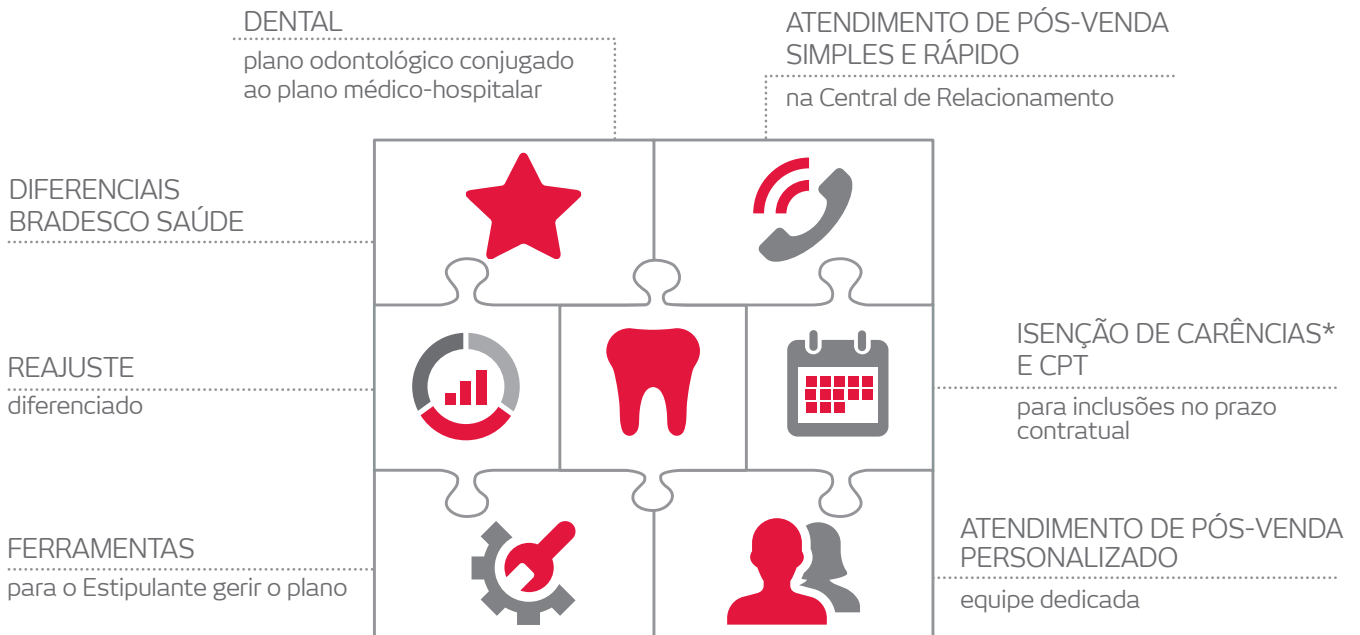 DENTAL
plano odontológico conjugado
ao plano médico-hospitalar
ATENDIMENTO DE PÓS-VENDA
SIMPLES E RÁPIDO
na Central de Relacionamento
DIFERENCIAIS
BRADESCO SAÚDE
REAJUSTE
diferenciado
ISENÇÃO DE CARÊNCIAS*
E CPT
para inclusões no prazo
contratual
FERRAMENTAS
para o Estipulante gerir o plano
ATENDIMENTO DE PÓS-VENDA
PERSONALIZADO
equipe dedicada